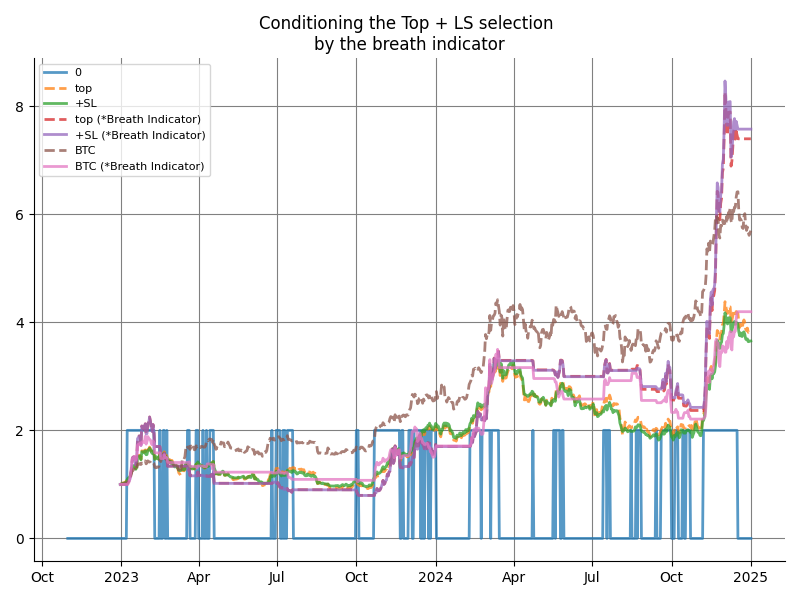 Conditioning the Top + LS selection
by the breath indicator
0
top
+SL
top (*Breath Indicator)
+SL (*Breath Indicator)
BTC
BTC (*Breath Indicator)
8
6
4
2
0
Oct
2023
Apr
Jul
Oct
2024
Apr
Jul
Oct
2025